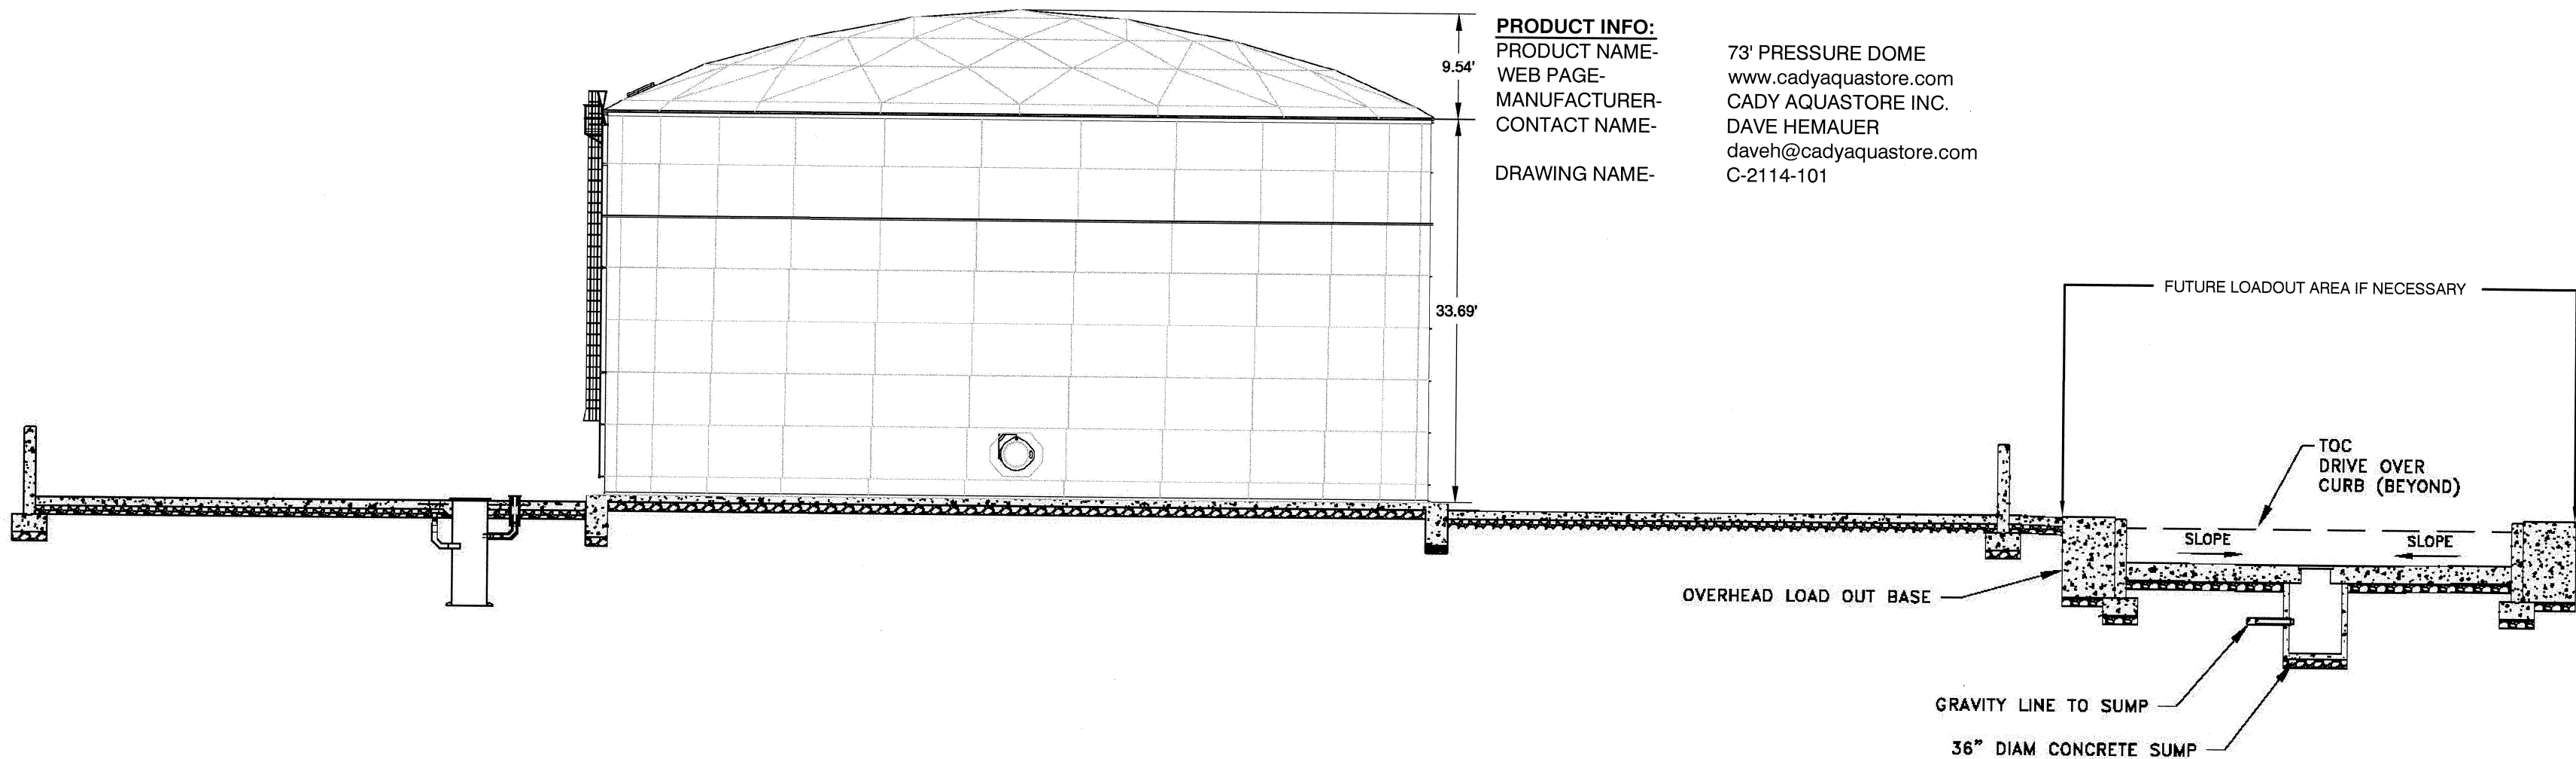 PRODUCT INFO:
PRODUCT NAME- 73' PRESSURE DOME
WEB PAGE- www.cadyaquastore.com
MANUFACTURER- CADY AQUASTORE INC.
CONTACT NAME- DAVE HEMAUER
daveh@cadyaquastore.com
DRAWING NAME- C-2114-101
9.54'
33.69'
FUTURE LOADOUT AREA IF NECESSARY
TOC
DRIVE OVER
CURB (BEYOND)
SLOPE SLOPE
OVERHEAD LOAD OUT BASE
GRAVITY LINE TO SUMP
36" DIAM CONCRETE SUMP